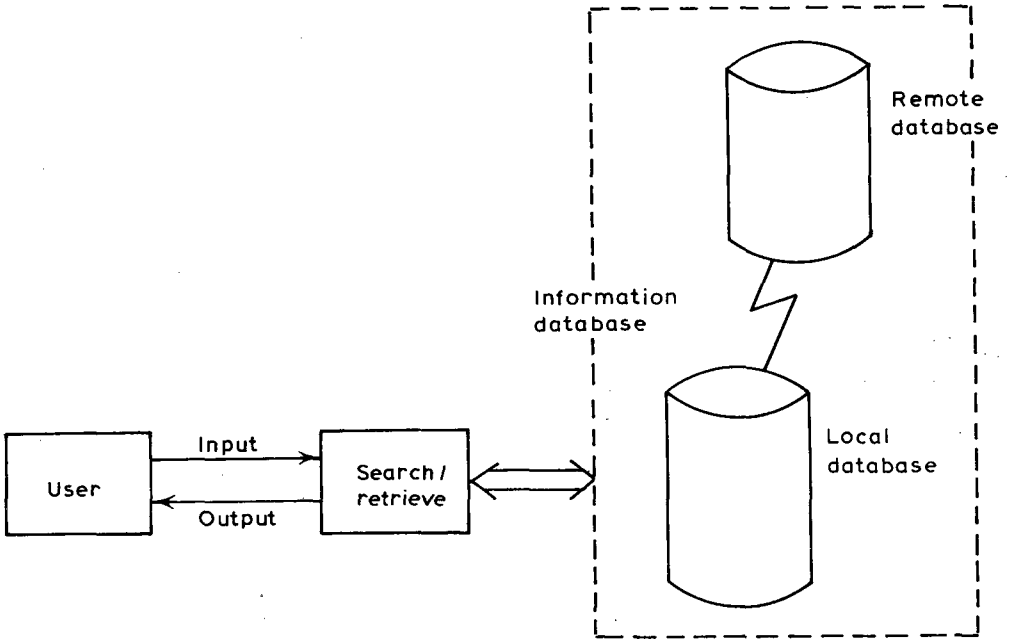 Remote
database
Information
database
Local
database
Input
User
Search/
retrieve
Output